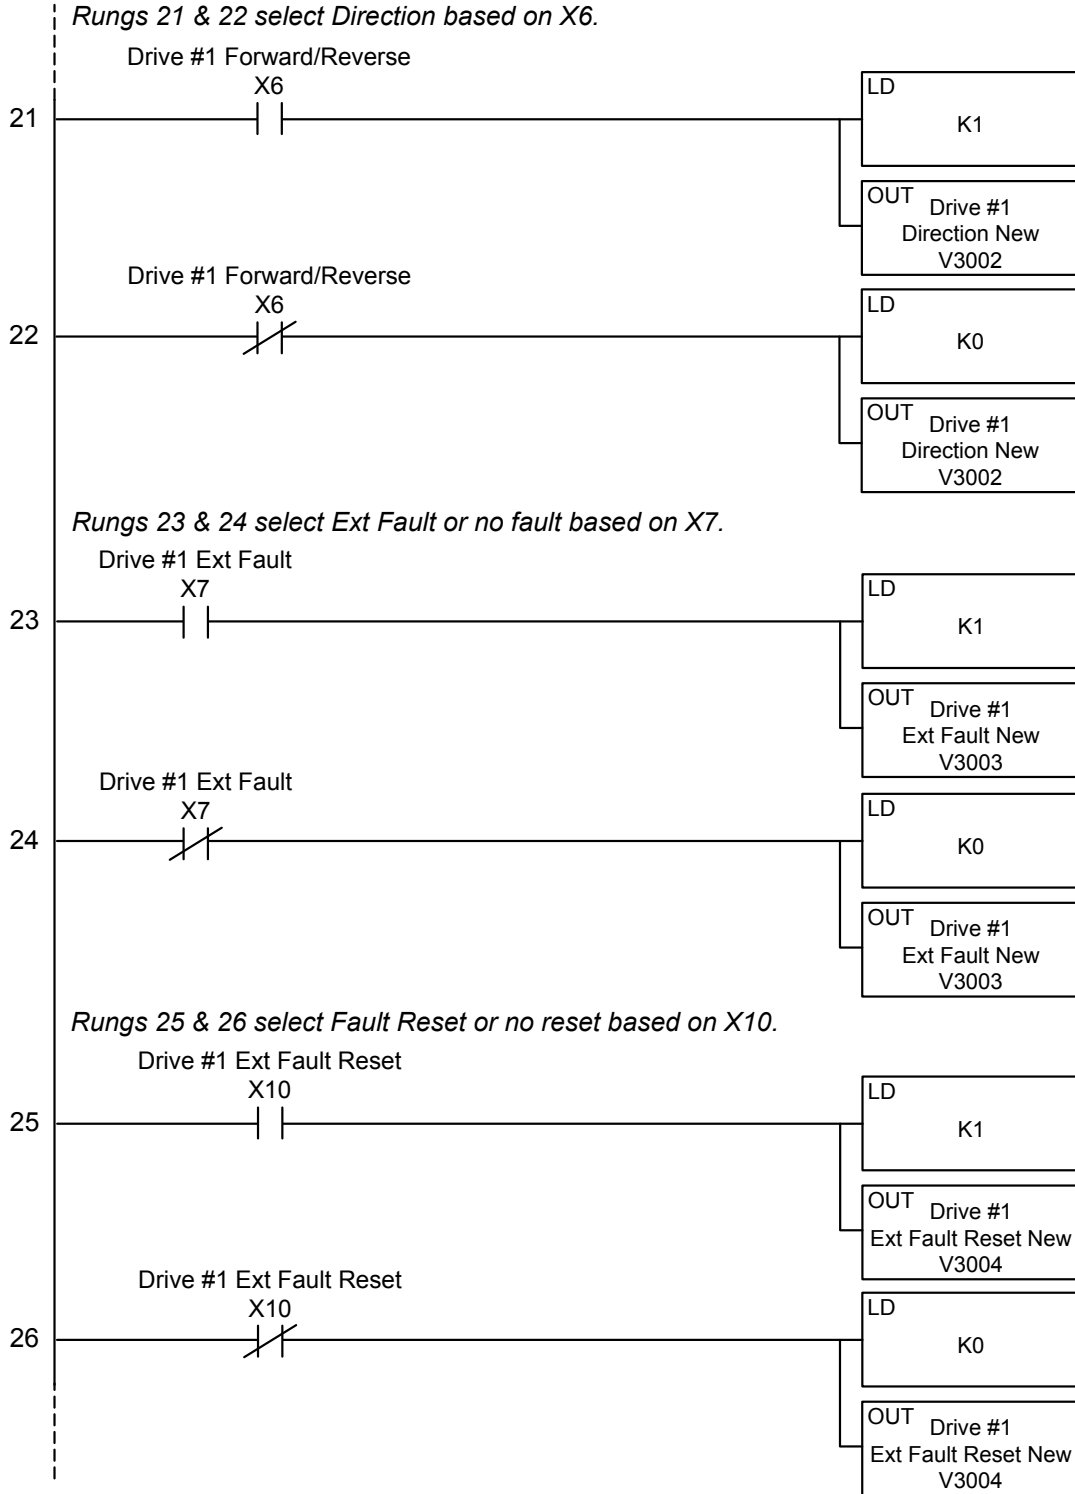 Rungs 21 & 22 select Direction based on X6.
Drive #1 Forward/Reverse
X6
21
LD
K1
OUT
Drive #1
Direction New
V3002
Drive #1 Forward/Reverse
X6
22
LD
K0
OUT
Drive #1
Direction New
V3002
Rungs 23 & 24 select Ext Fault or no fault based on X7.
Drive #1 Ext Fault
X7
23
LD
K1
OUT
Drive #1
Ext Fault New
V3003
Drive #1 Ext Fault
X7
24
LD
K0
OUT
Drive #1
Ext Fault New
V3003
Rungs 25 & 26 select Fault Reset or no reset based on X10.
Drive #1 Ext Fault Reset
X10
25
LD
K1
OUT
Drive #1
Ext Fault Reset New
V3004
Drive #1 Ext Fault Reset
X10
26
LD
K0
OUT
Drive #1
Ext Fault Reset New
V3004